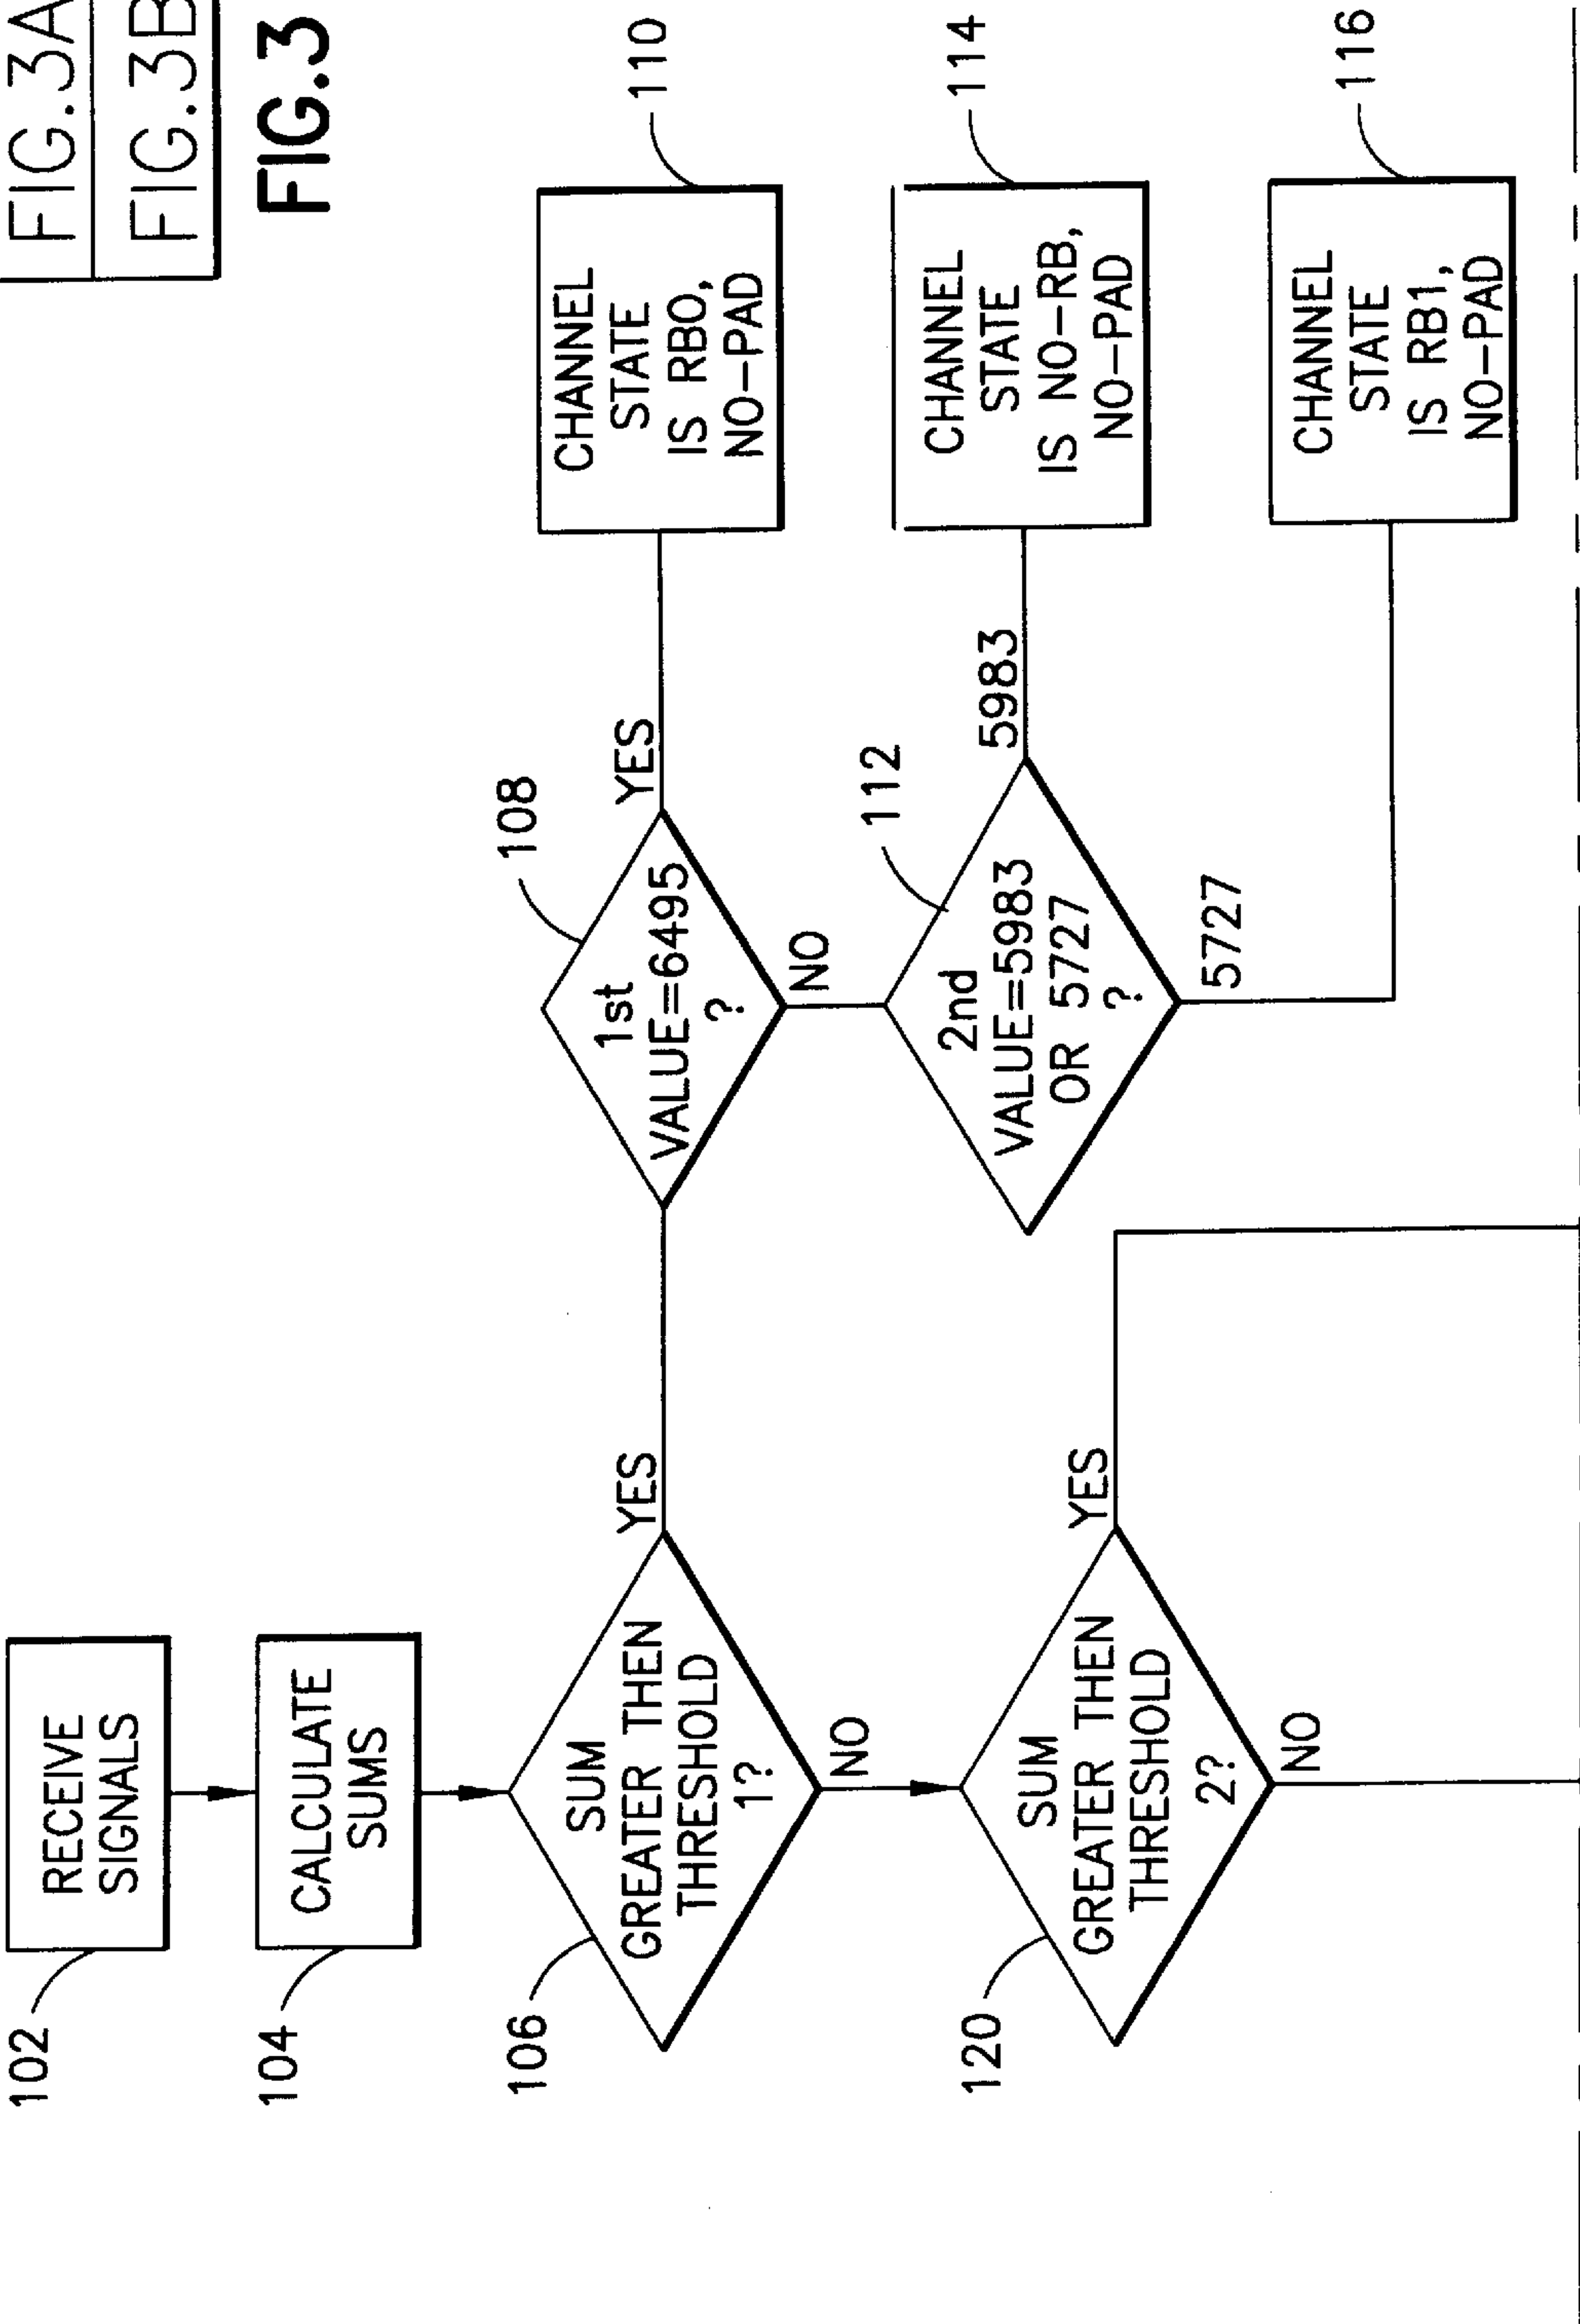 FIG.3A
FIG.3B
FIG.3
102
RECEIVE
SIGNALS
104
CALCULATE
SUMS
106
SUM
GREATER THEN
THRESHOLD
1?
YES
NO
108
1st
VALUE=6495
?
YES
NO
110
CHANNEL
STATE
IS RB0,
NO-PAD
112
2nd
VALUE=5983
OR 5727
?
5983
5727
114
CHANNEL
STATE
IS NO-RB,
NO-PAD
116
CHANNEL
STATE
IS RB1,
NO-PAD
120
SUM
GREATER THEN
THRESHOLD
2?
YES
NO